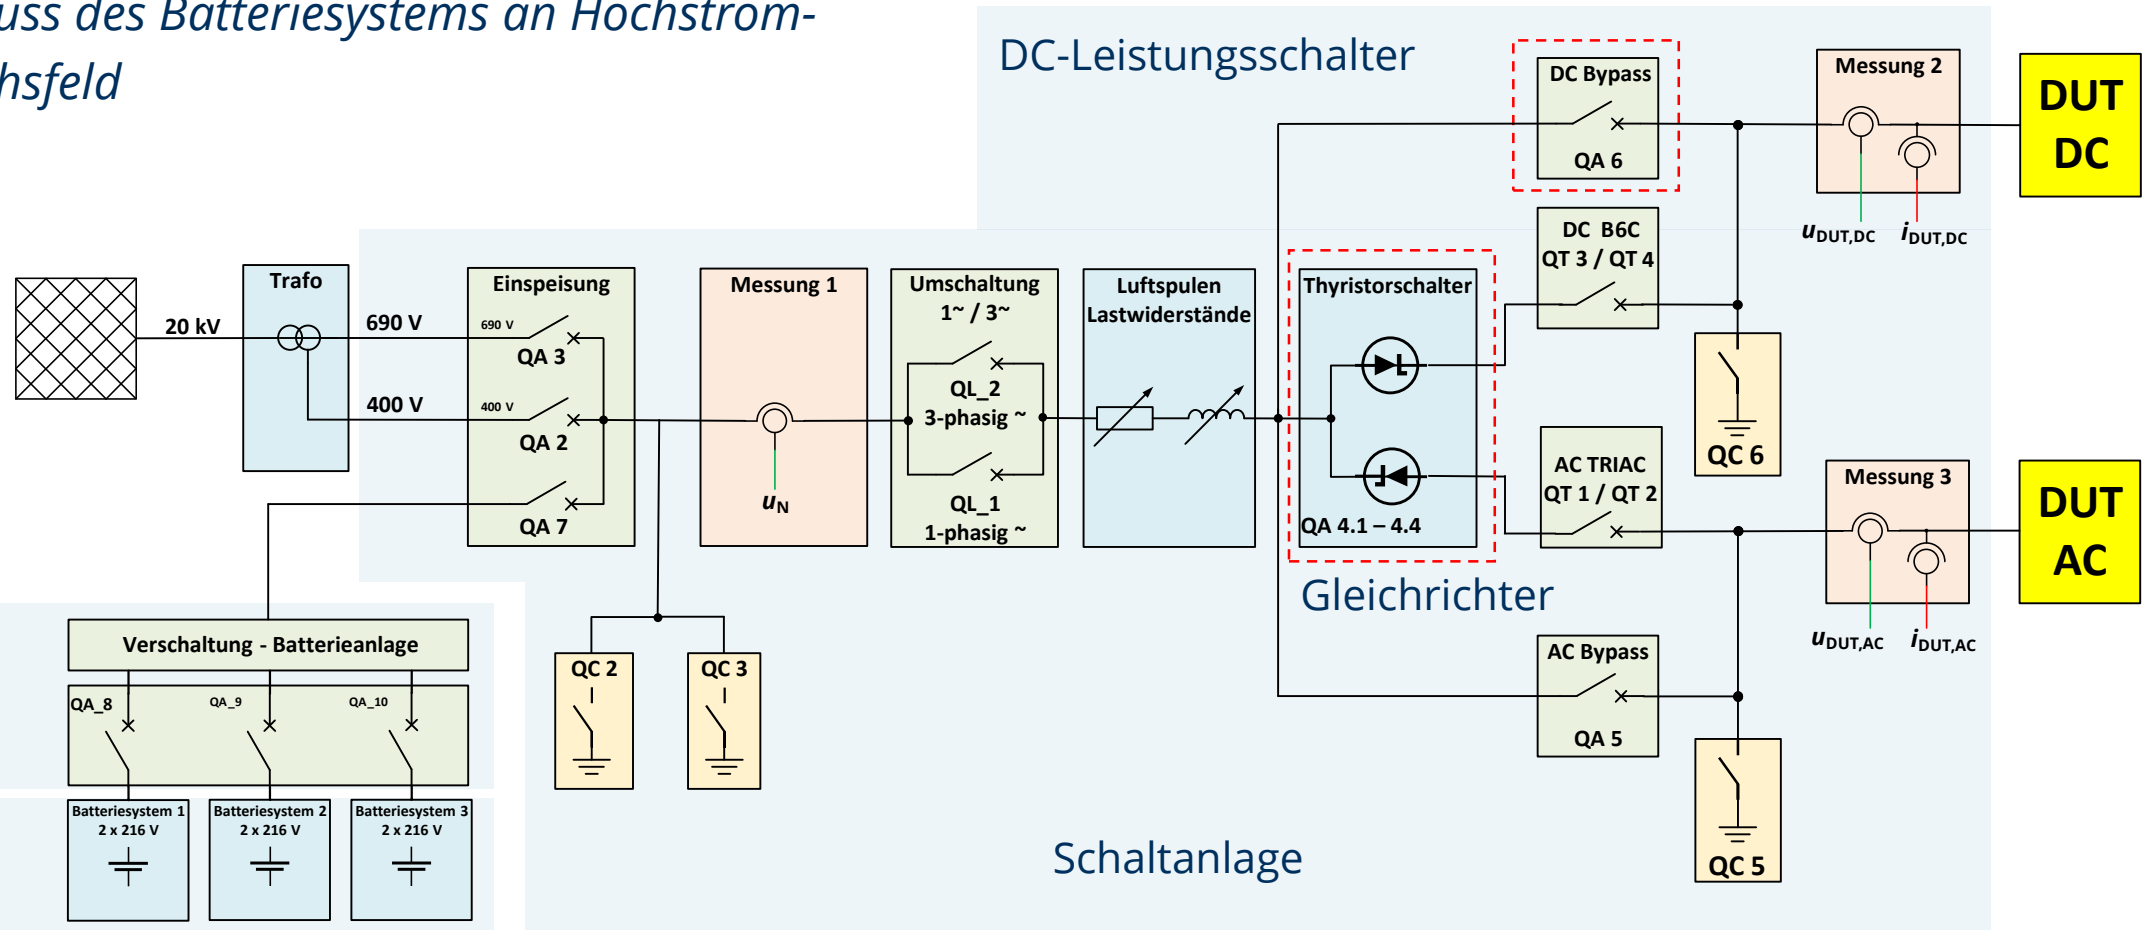 uss des Batteriesystems an Hochstrom-
hsfeld
DC-Leistungsschalter
DC Bypass
QA 6
Messung 2
u DUT,DC
i DUT,DC
DUT
DC
DC B6C
QT 3 / QT 4
20 kV
Trafo
690 V
400 V
Einspeisung
690 V
QA 3
400 V
QA 2
QA 7
Messung 1
u N
Umschaltung
1~ / 3~
QL_2
3-phasig ~
QL_1
1-phasig ~
Luftspulen
Lastwiderstände
Thyristorschalter
QA 4.1 – 4.4
Gleichrichter
QC 6
AC TRIAC
QT 1 / QT 2
Messung 3
u DUT,AC
i DUT,AC
DUT
AC
AC Bypass
QA 5
QC 5
Verschaltung - Batterieanlage
QA_8
QA_9
QA_10
Batteriesystem 1
2 x 216 V
Batteriesystem 2
2 x 216 V
Batteriesystem 3
2 x 216 V
QC 2
QC 3
Schaltanlage